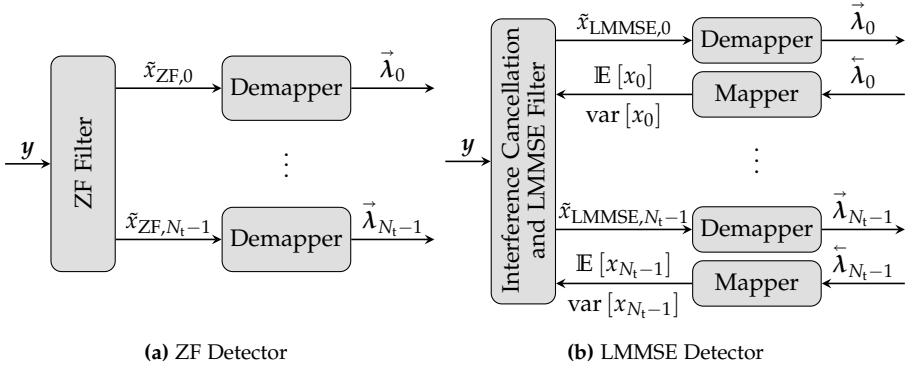 y
ZF Filter
x̃ZF,0
Demapper
λ⃗0
⋮
x̃ZF,Nt−1
Demapper
λ⃗Nt−1
(a) ZF Detector
y
Interference Cancellation
and LMMSE Filter
x̃LMMSE,0
Demapper
λ⃗0
𝔼 [x0]
var [x0]
Mapper
λ⃖0
⋮
x̃LMMSE,Nt−1
Demapper
λ⃗Nt−1
𝔼 [xNt−1]
var [xNt−1]
Mapper
λ⃖Nt−1
(b) LMMSE Detector